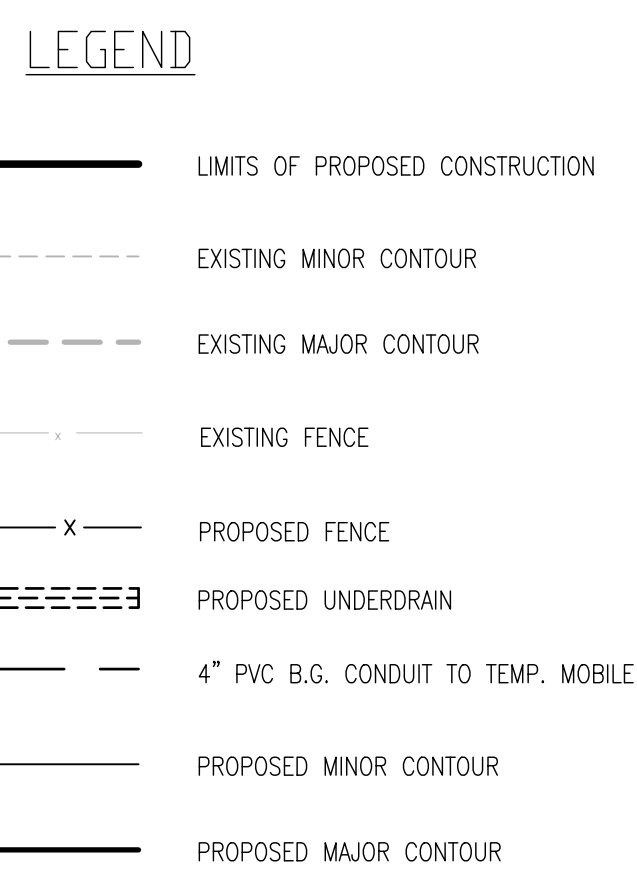 LEGEND
LIMITS OF PROPOSED CONSTRUCTION
EXISTING MINOR CONTOUR
EXISTING MAJOR CONTOUR
x EXISTING FENCE
X PROPOSED FENCE
PROPOSED UNDERDRAIN
4” PVC B.G. CONDUIT TO TEMP. MOBILE
PROPOSED MINOR CONTOUR
PROPOSED MAJOR CONTOUR